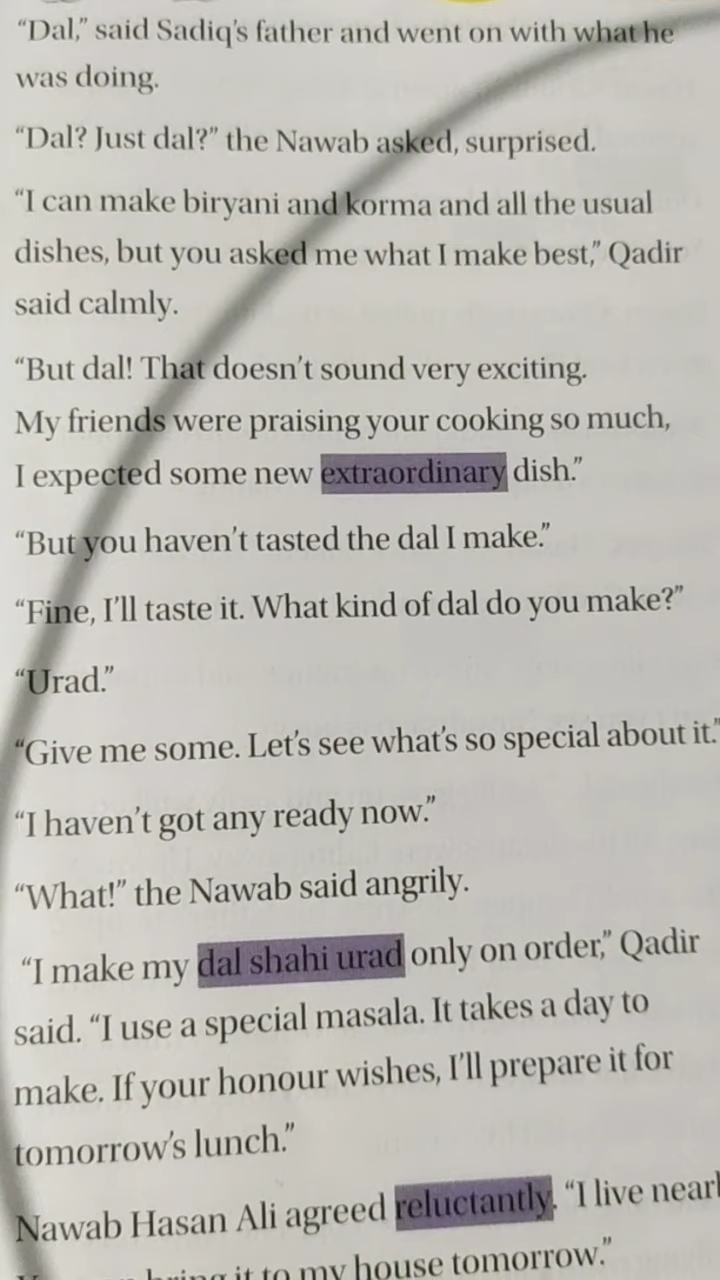 “Dal,” said Sadiq’s father and went on with what he
was doing.
“Dal? Just dal?” the Nawab asked, surprised.
“I can make biryani and korma and all the usual
dishes, but you asked me what I make best,” Qadir
said calmly.
“But dal! That doesn’t sound very exciting.
My friends were praising your cooking so much,
I expected some new extraordinary dish.”
“But you haven’t tasted the dal I make.”
“Fine, I’ll taste it. What kind of dal do you make?”
“Urad.”
“Give me some. Let’s see what’s so special about it.”
“I haven’t got any ready now.”
“What!” the Nawab said angrily.
“I make my dal shahi urad only on order,” Qadir
said. “I use a special masala. It takes a day to
make. If your honour wishes, I’ll prepare it for
tomorrow’s lunch.”
Nawab Hasan Ali agreed reluctantly. “I live
it to my house tomorrow.”